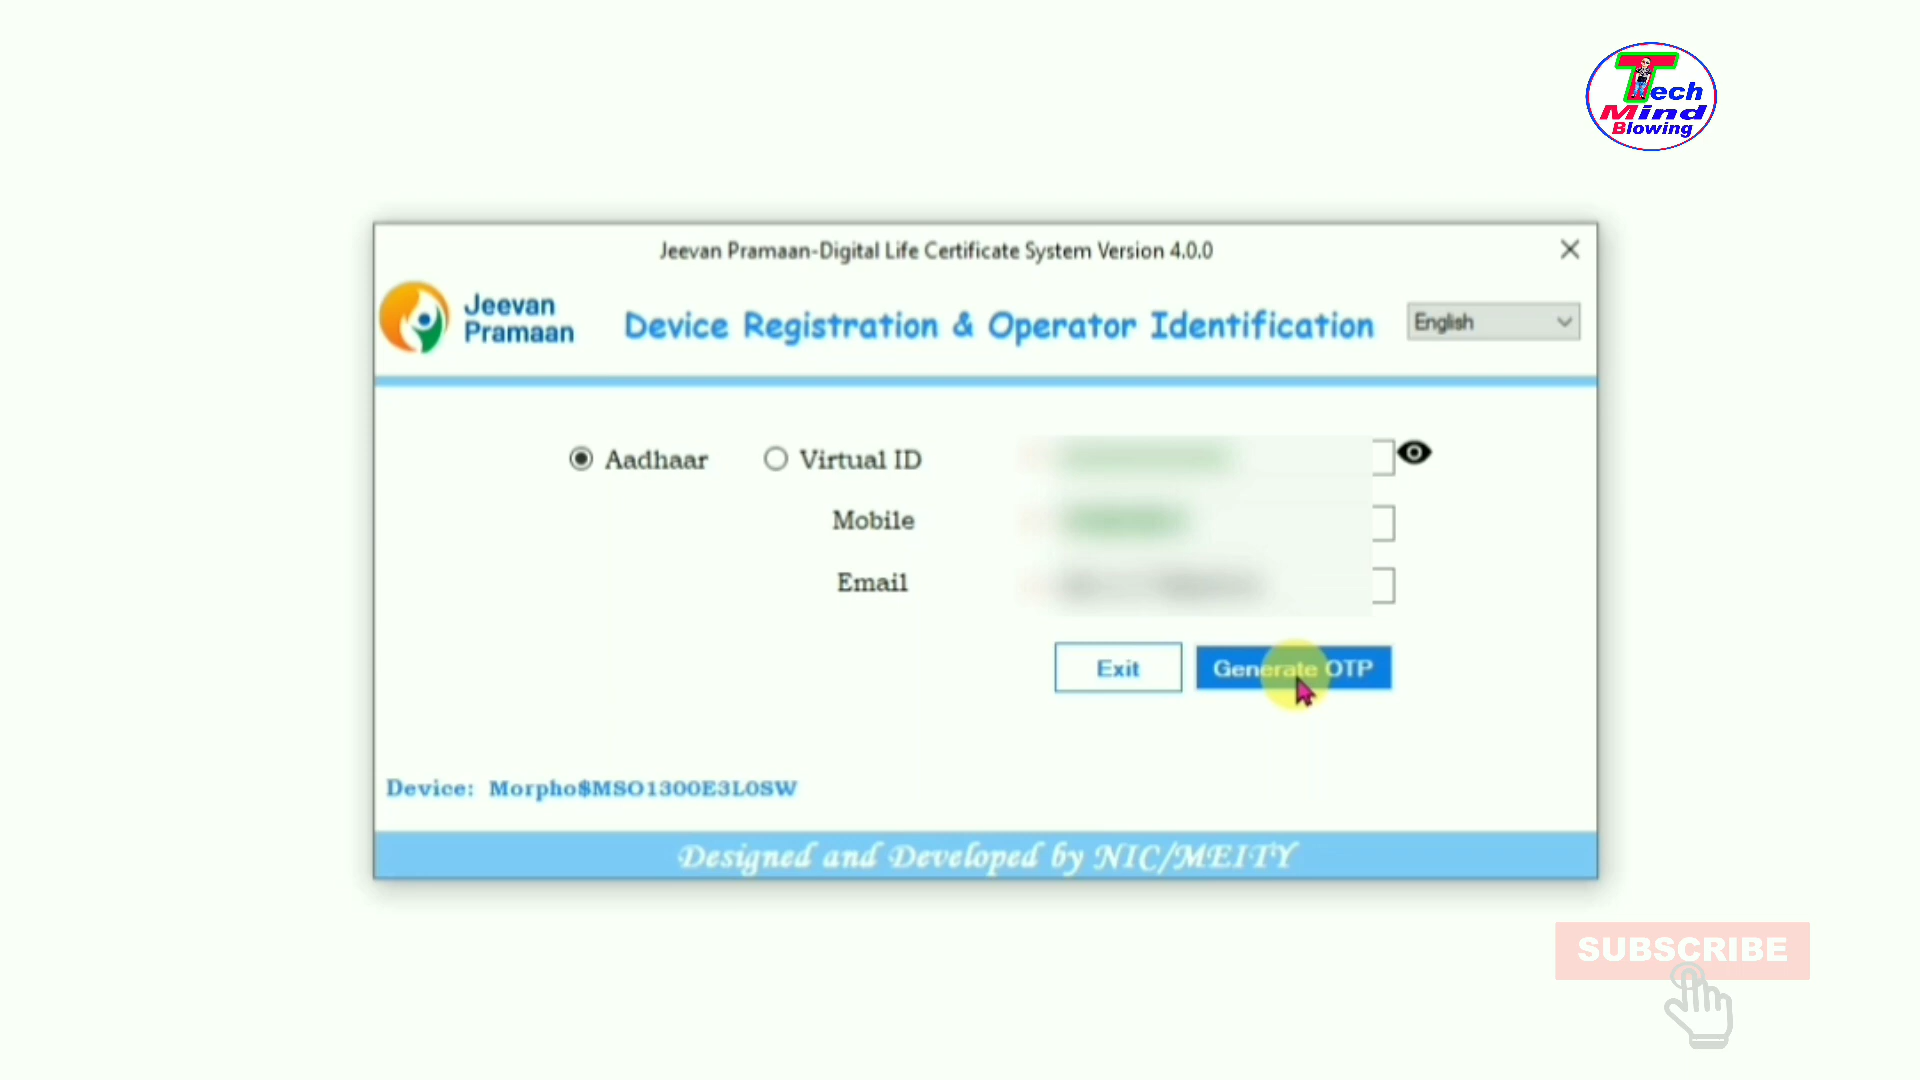 Tech
Mind
Blowing
Jeevan Pramaan-Digital Life Certificate System Version 4.0.0
Jeevan
Pramaan
Device Registration & Operator Identification
English
Aadhaar
Virtual ID
Mobile
Email
Exit
Generate OTP
Device: Morpho$MSO1300E3L0SW
Designed and Developed by NIC/MEITY
SUBSCRIBE